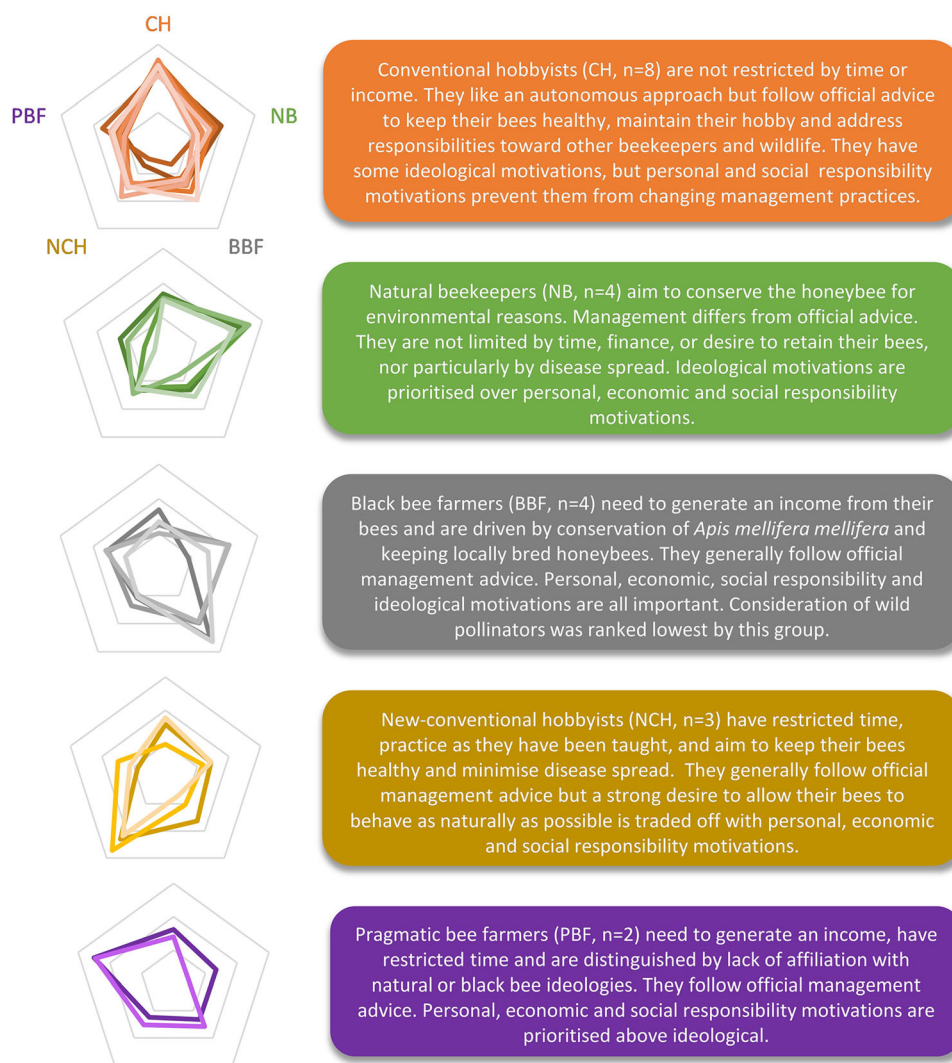 CH
PBF
NB
NCH
BBF
Conventional hobbyists (CH, n=8) are not restricted by time or
income. They like an autonomous approach but follow official advice
to keep their bees healthy, maintain their hobby and address
responsibilities toward other beekeepers and wildlife. They have
some ideological motivations, but personal and social  responsibility
motivations prevent them from changing management practices.
Natural beekeepers (NB, n=4) aim to conserve the honeybee for
environmental reasons. Management differs from official advice.
They are not limited by time, finance, or desire to retain their bees,
nor particularly by disease spread. Ideological motivations are
prioritised over personal, economic and social responsibility
motivations.
Black bee farmers (BBF, n=4) need to generate an income from their
bees and are driven by conservation of Apis mellifera mellifera and
keeping locally bred honeybees. They generally follow official
management advice. Personal, economic, social responsibility and
ideological motivations are all important. Consideration of wild
pollinators was ranked lowest by this group.
New-conventional hobbyists (NCH, n=3) have restricted time,
practice as they have been taught, and aim to keep their bees
healthy and minimise disease spread.  They generally follow official
management advice but a strong desire to allow their bees to
behave as naturally as possible is traded off with personal, economic
and social responsibility motivations.
Pragmatic bee farmers (PBF, n=2) need to generate an income, have
restricted time and are distinguished by lack of affiliation with
natural or black bee ideologies. They follow official management
advice. Personal, economic and social responsibility motivations are
prioritised above ideological.